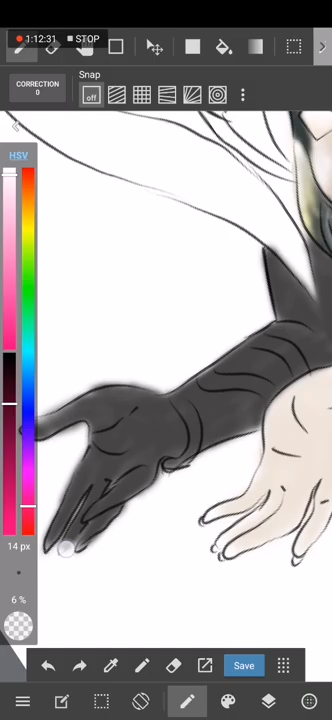 1:12:31 STOP
Snap
CORRECTION
0
off
HSV
14 px
6 %
Save